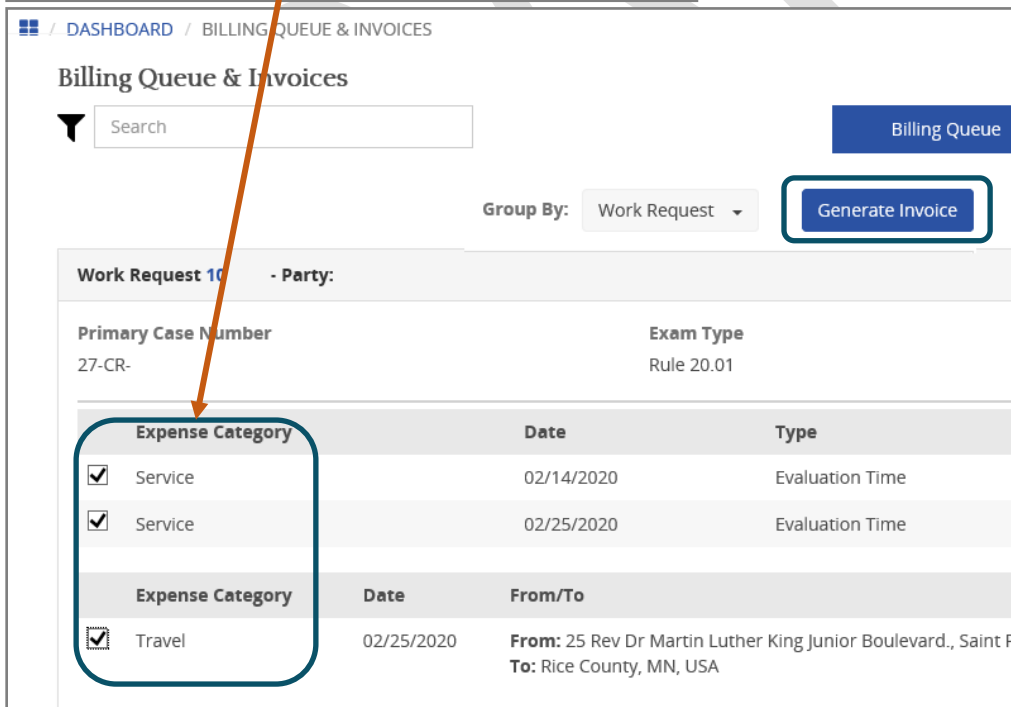 / DASHBOARD / BILLING QUEUE & INVOICES
Billing Queue & Invoices
Search
Billing Queue
Group By: Work Request Generate Invoice
Work Request 10 - Party:
Primary Case Number Exam Type
27-CR- Rule 20.01
Expense Category Date Type
Service 02/14/2020 Evaluation Time
Service 02/25/2020 Evaluation Time
Expense Category Date From/To
Travel 02/25/2020 From: 25 Rev Dr Martin Luther King Junior Boulevard., Saint
To: Rice County, MN, USA